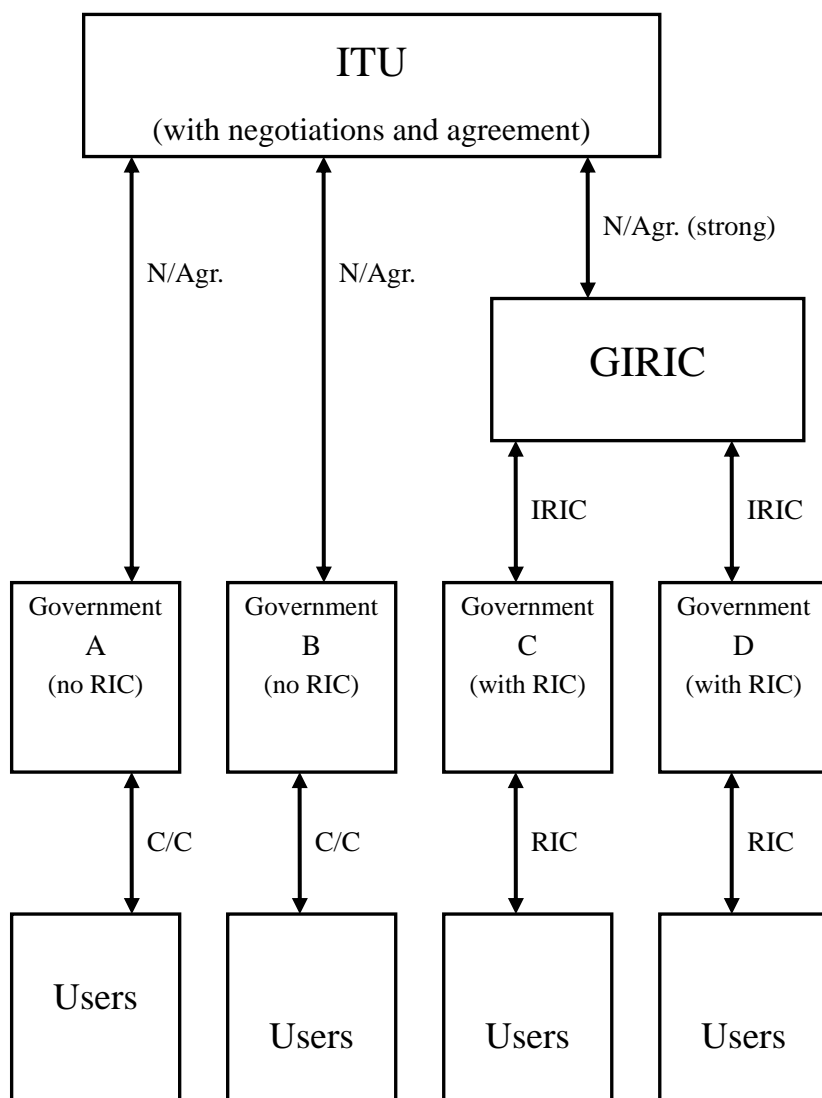 ITU
(with negotiations and agreement)
N/Agr. (strong)
N/Agr.
N/Agr.
GIRIC
IRIC
IRIC
Government
A
(no RIC)
Government
B
(no RIC)
Government
C
(with RIC)
Government
D
(with RIC)
C/C
C/C
RIC
RIC
Users
Users
Users
Users